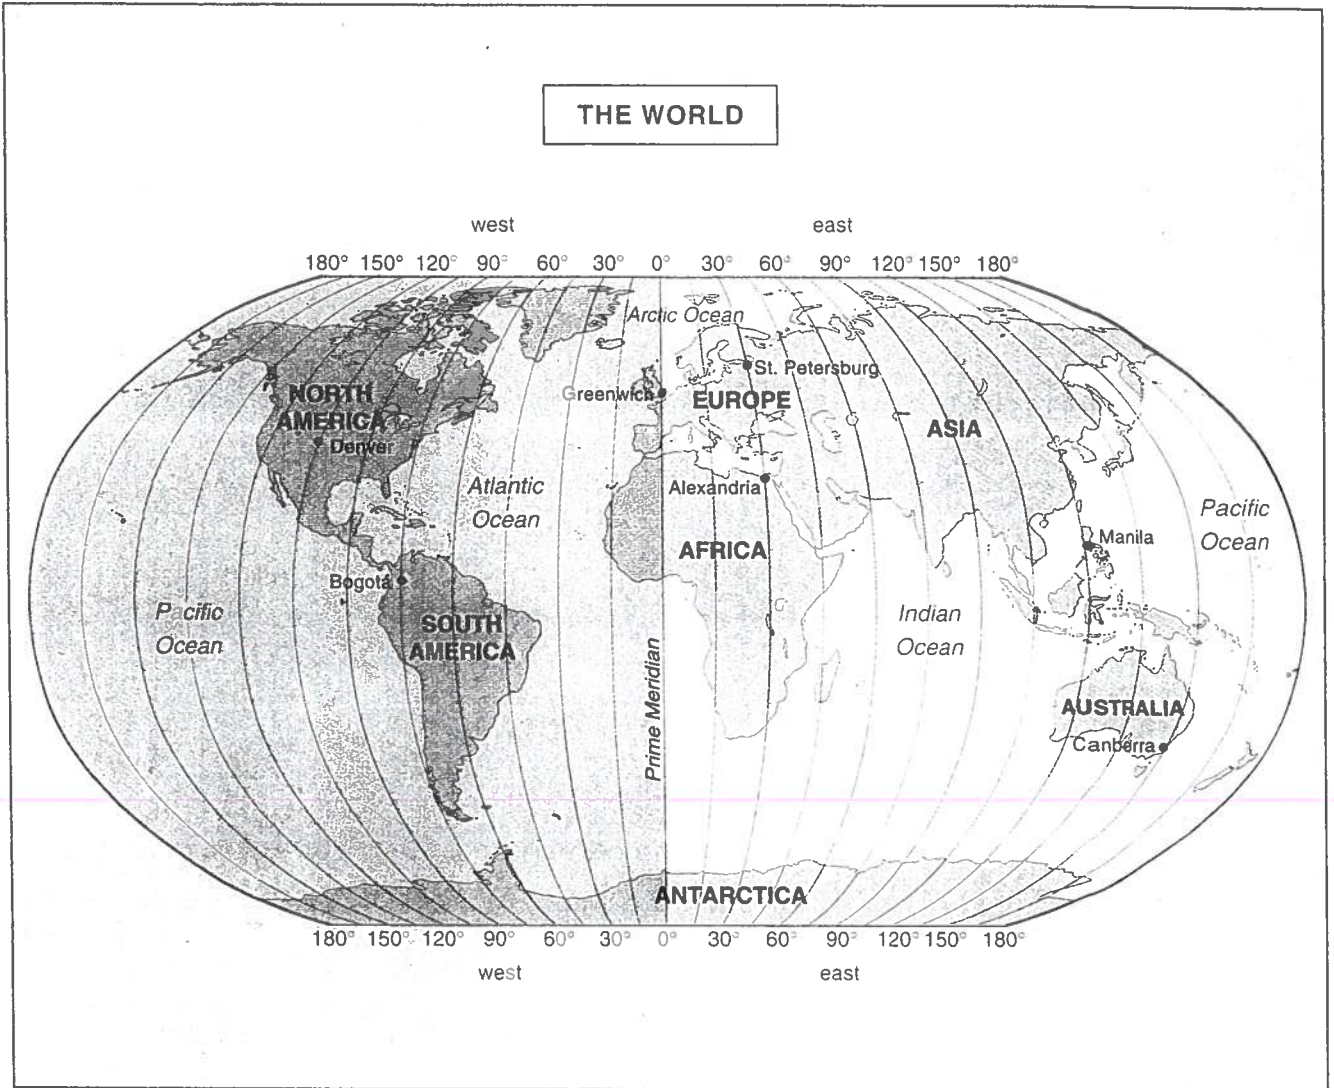 THE WORLD
west east
180° 150° 120° 90° 60° 30° 0° 30° 60° 90° 120° 150° 180°
Arctic Ocean
St. Petersburg
Greenwich
NORTH
AMERICA
EUROPE
ASIA
Denver
Atlantic
Ocean
Alexandria
Pacific
Ocean
AFRICA
Manila
Bogotá
Pacific
Ocean
SOUTH
AMERICA
Indian
Ocean
Prime Meridian
AUSTRALIA
Canberra
ANTARCTICA
180° 150° 120° 90° 60° 30° 0° 30° 60° 90° 120° 150° 180°
west east